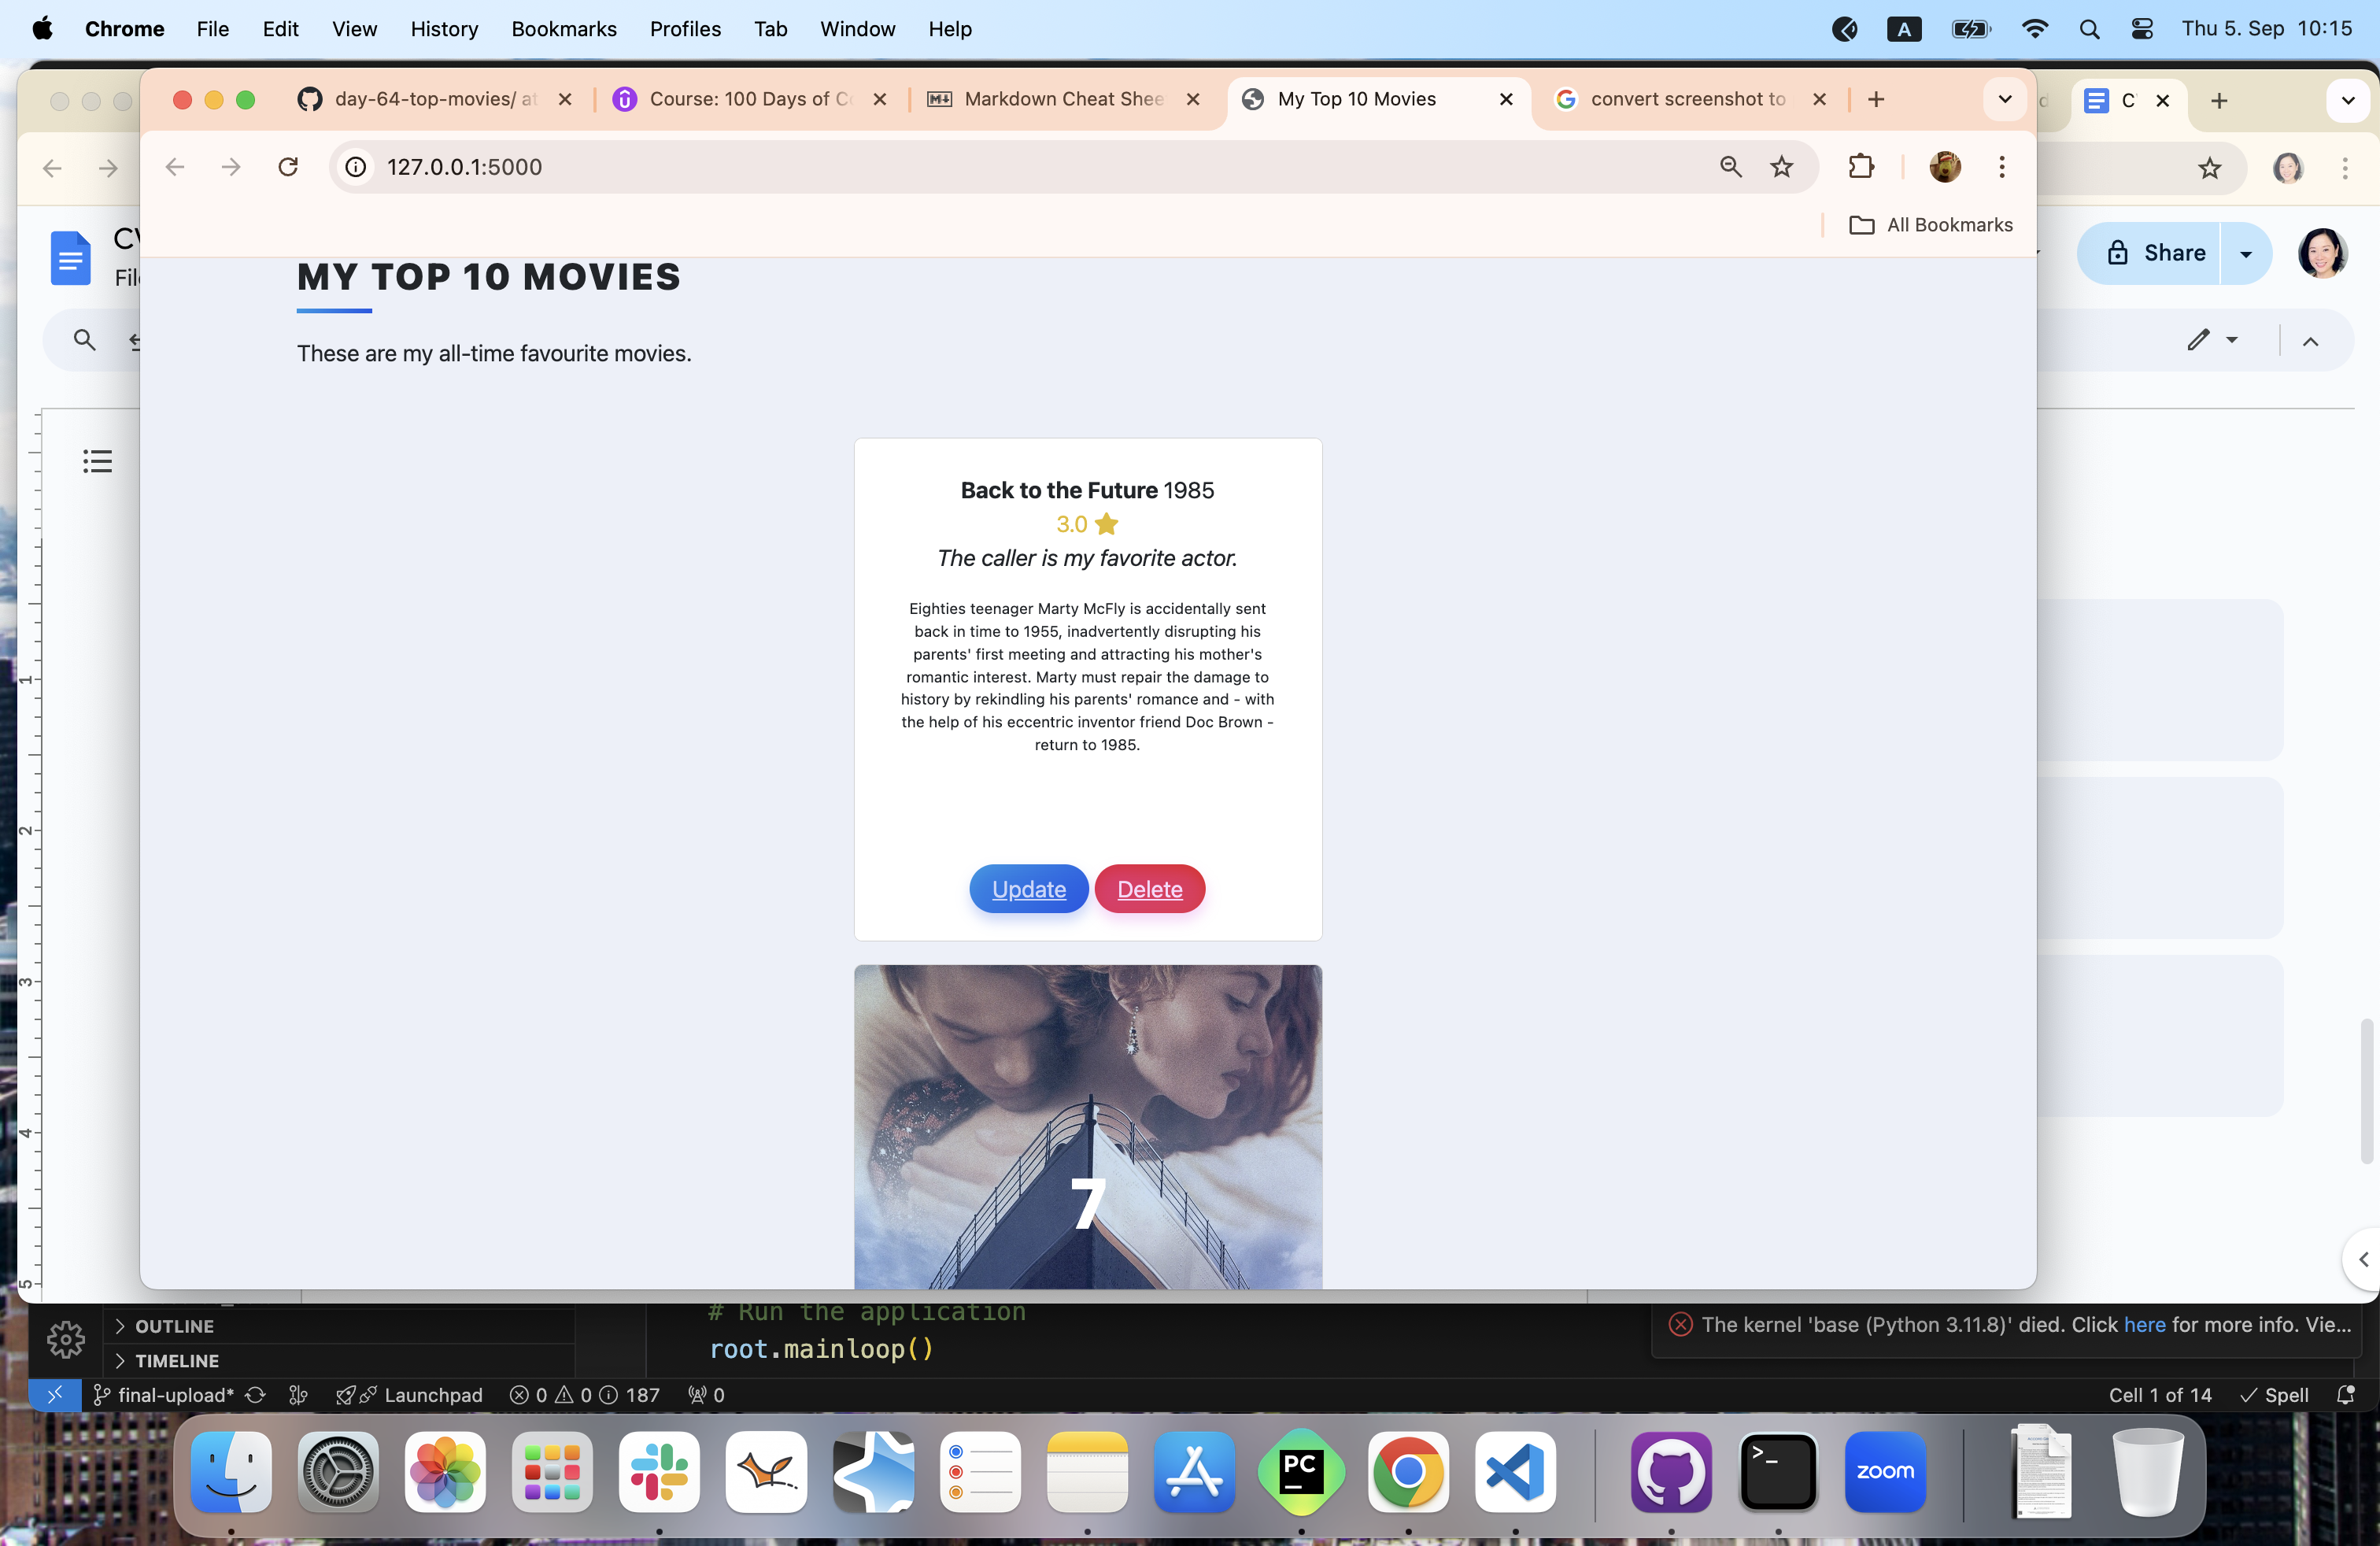 Chrome File Edit View History Bookmarks Profiles Tab Window Help
A
Thu 5. Sep 10:15
day-64-top-movies/ at
Course: 100 Days of Co
Markdown Cheat Shee
My Top 10 Movies
convert screenshot to
127.0.0.1:5000
All Bookmarks
Share
MY TOP 10 MOVIES
These are my all-time favourite movies.
Back to the Future 1985
3.0
The caller is my favorite actor.
Eighties teenager Marty McFly is accidentally sent
back in time to 1955, inadvertently disrupting his
parents' first meeting and attracting his mother's
romantic interest. Marty must repair the damage to
history by rekindling his parents' romance and - with
the help of his eccentric inventor friend Doc Brown -
return to 1985.
Update
Delete
7
1
2
3
4
5
OUTLINE
TIMELINE
# Run the application
root.mainloop()
The kernel 'base (Python 3.11.8)' died. Click here for more info. Vie...
final-upload*
Launchpad
0 0 187
0
Cell 1 of 14
Spell
PC
zoom